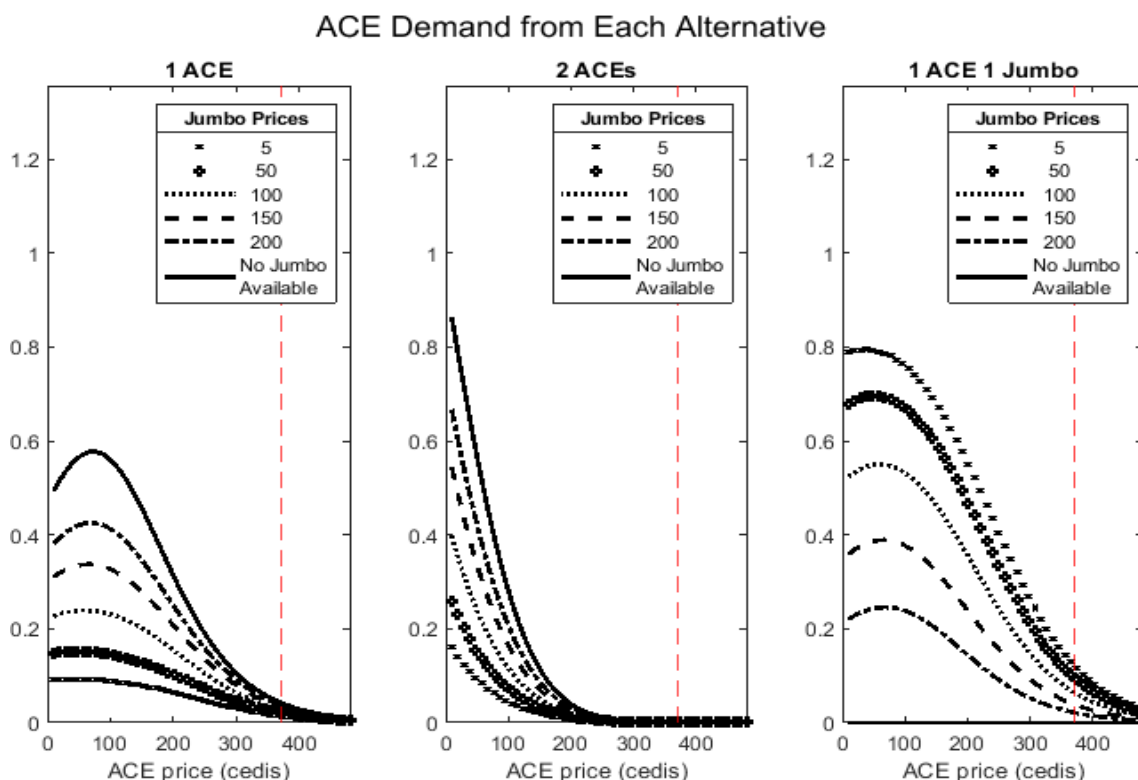 ACE Demand from Each Alternative
1 ACE
Jumbo Prices
5
50
100
150
200
No Jumbo
Available
1.2
1
0.8
0.6
0.4
0.2
0
0 100 200 300 400
ACE price (cedis)
2 ACEs
Jumbo Prices
5
50
100
150
200
No Jumbo
Available
1.2
1
0.8
0.6
0.4
0.2
0
0 100 200 300 400
ACE price (cedis)
1 ACE 1 Jumbo
Jumbo Prices
5
50
100
150
200
No Jumbo
Available
1.2
1
0.8
0.6
0.4
0.2
0
0 100 200 300 400
ACE price (cedis)